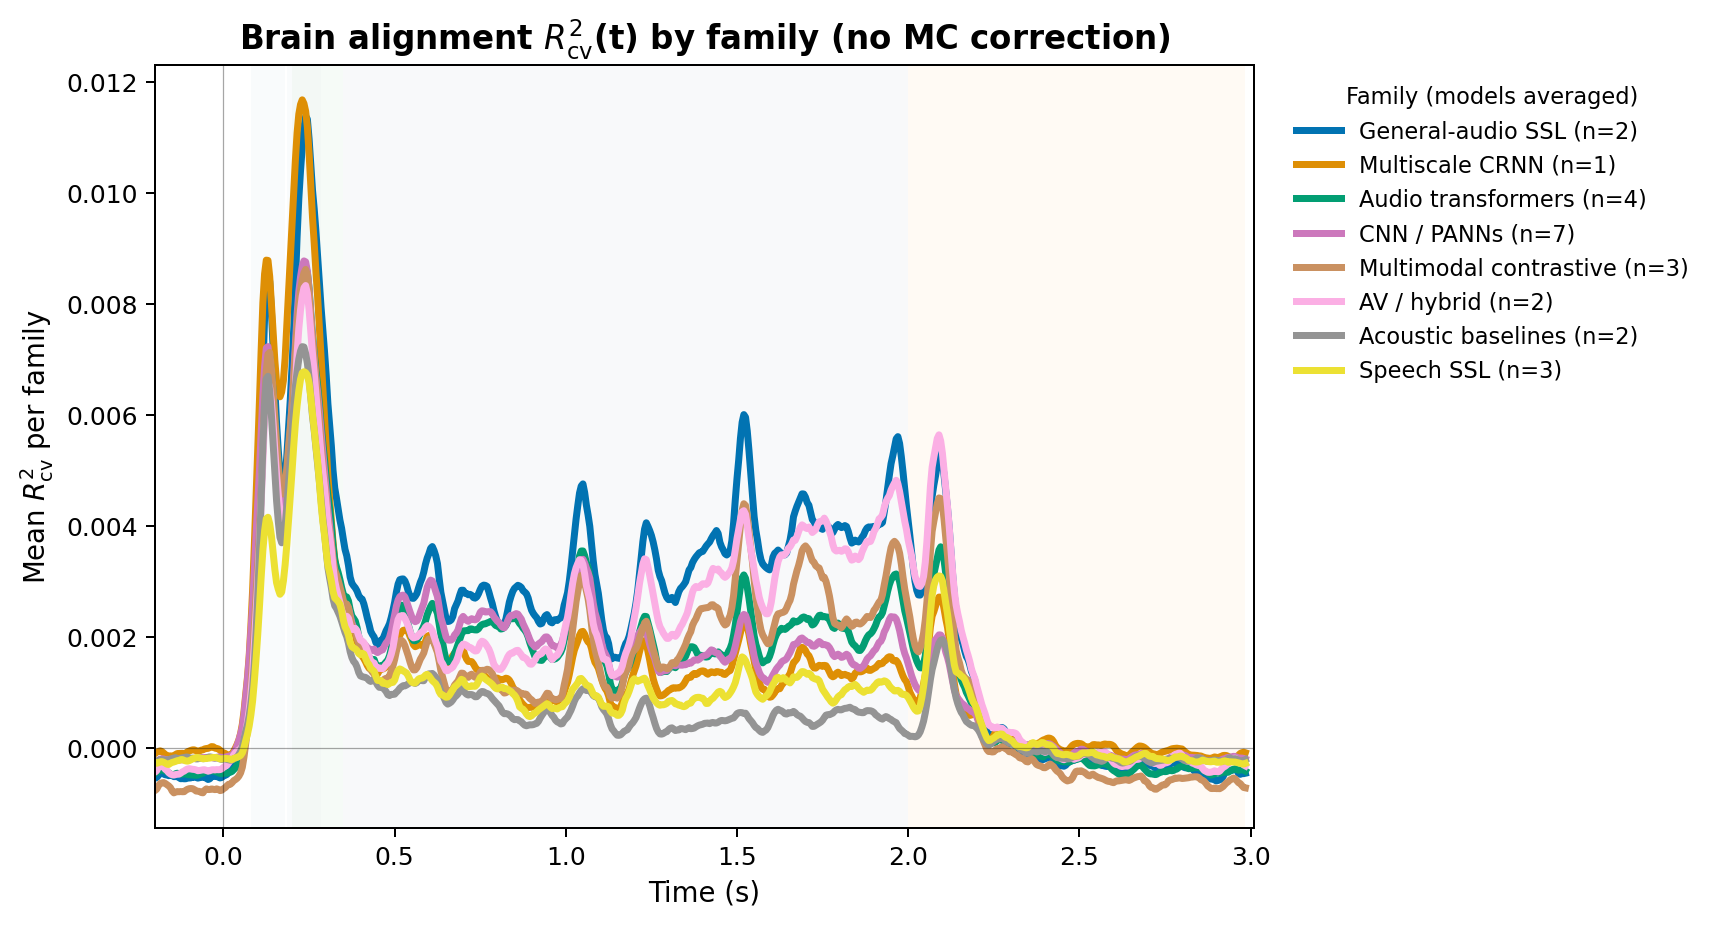 Brain alignment R²cv(t) by family (no MC correction)
Mean R²cv per family
0.012
0.010
0.008
0.006
0.004
0.002
0.000
0.0 0.5 1.0 1.5 2.0 2.5 3.0
Time (s)
Family (models averaged)
General-audio SSL (n=2)
Multiscale CRNN (n=1)
Audio transformers (n=4)
CNN / PANNs (n=7)
Multimodal contrastive (n=3)
AV / hybrid (n=2)
Acoustic baselines (n=2)
Speech SSL (n=3)